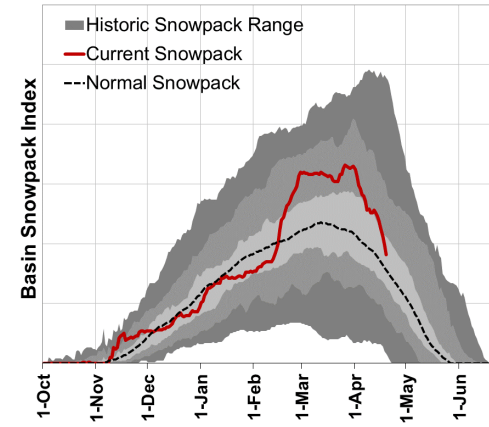 Historic Snowpack Range
Current Snowpack
Normal Snowpack
Basin Snowpack Index
1-Oct
1-Nov
1-Dec
1-Jan
1-Feb
1-Mar
1-Apr
1-May
1-Jun